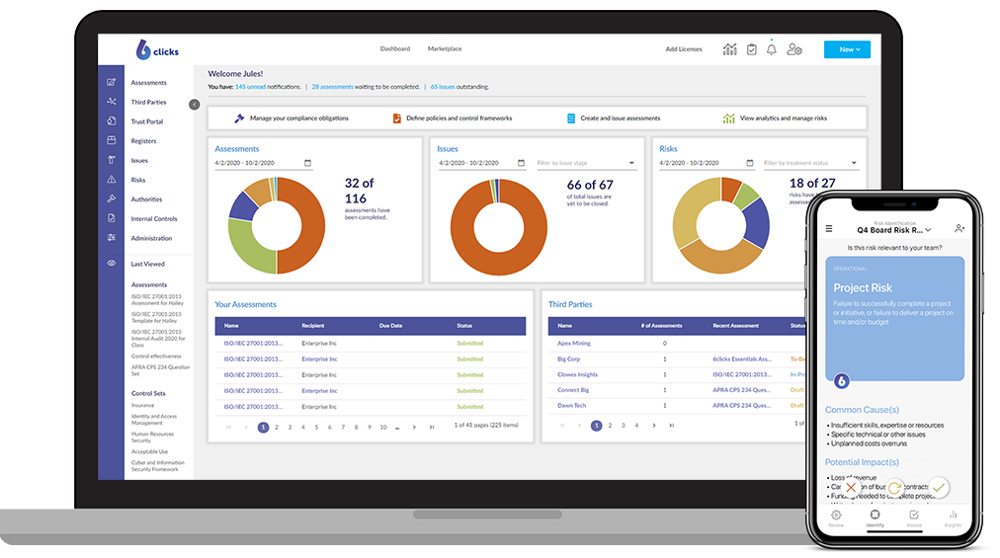 6clicks
Dashboard
Marketplace
Add Licenses
New
Welcome Jules!
You have: 145 unread notifications. | 28 assessments waiting to be completed. | 65 issues outstanding.
Assessments
Third Parties
Trust Portal
Registers
Issues
Risks
Authorities
Internal Controls
Administration
Last Viewed
Assessments
ISO/IEC 27001:2013
Assessment for Hailey
ISO/IEC 27001:2013
Template for Hailey
ISO/IEC 27001:2013
Internal Audit 2020 for
Class
Control effectiveness
APRA CPS 234 Question
Set
Control Sets
Insurance
Identity and Access
Management
Human Resources
Security
Acceptable Use
Cyber and Information
Security Framework
Manage your compliance obligations
Define policies and control frameworks
Create and issue assessments
View analytics and manage risks
Assessments
4/2/2020 - 10/2/2020
32 of
116
assessments have
been completed.
Issues
4/2/2020 - 10/2/2020
Filter by issue stage
66 of 67
of total issues are
yet to be closed.
Risks
4/2/2020 - 10/2/2020
Filter by treatment status
18 of 27
risks have
assesse
Your Assessments
Name Recipient Due Date Status
ISO/IEC 27001:2013... Enterprise Inc Submitted
ISO/IEC 27001:2013... Enterprise Inc Submitted
ISO/IEC 27001:2013... Enterprise Inc Submitted
ISO/IEC 27001:2013... Enterprise Inc Submitted
ISO/IEC 27001:2013... Enterprise Inc Submitted
1 2 3 4 5 6 7 8 9 10 ... 1 of 45 pages (225 items)
Third Parties
Name # of Assessments Recent Assessment Status
Apex Mining 0
Big Corp 1 6clicks Essentials Ass... To-Be
Clowes Insights 1 ISO/IEC 27001:2013... In-Pro
Connect Big 1 APRA CPS 234 Ques... Draft
Dawn Tech 1 APRA CPS 234 Ques... Draft
1 2 3 4 1 of
Risk Identification
Q4 Board Risk R...
Is this risk relevant to your team?
OPERATIONAL
Project Risk
Failure to successfully complete a project
or initiative, or failure to deliver a project on
time and/or budget
6
Common Cause(s)
• Insufficient skills, expertise or resources
• Specific technical or other issues
• Unplanned costs overruns
Potential Impact(s)
• Loss of revenue
• of contracts
• needed to complete
Review
Identify
Assess
Insights